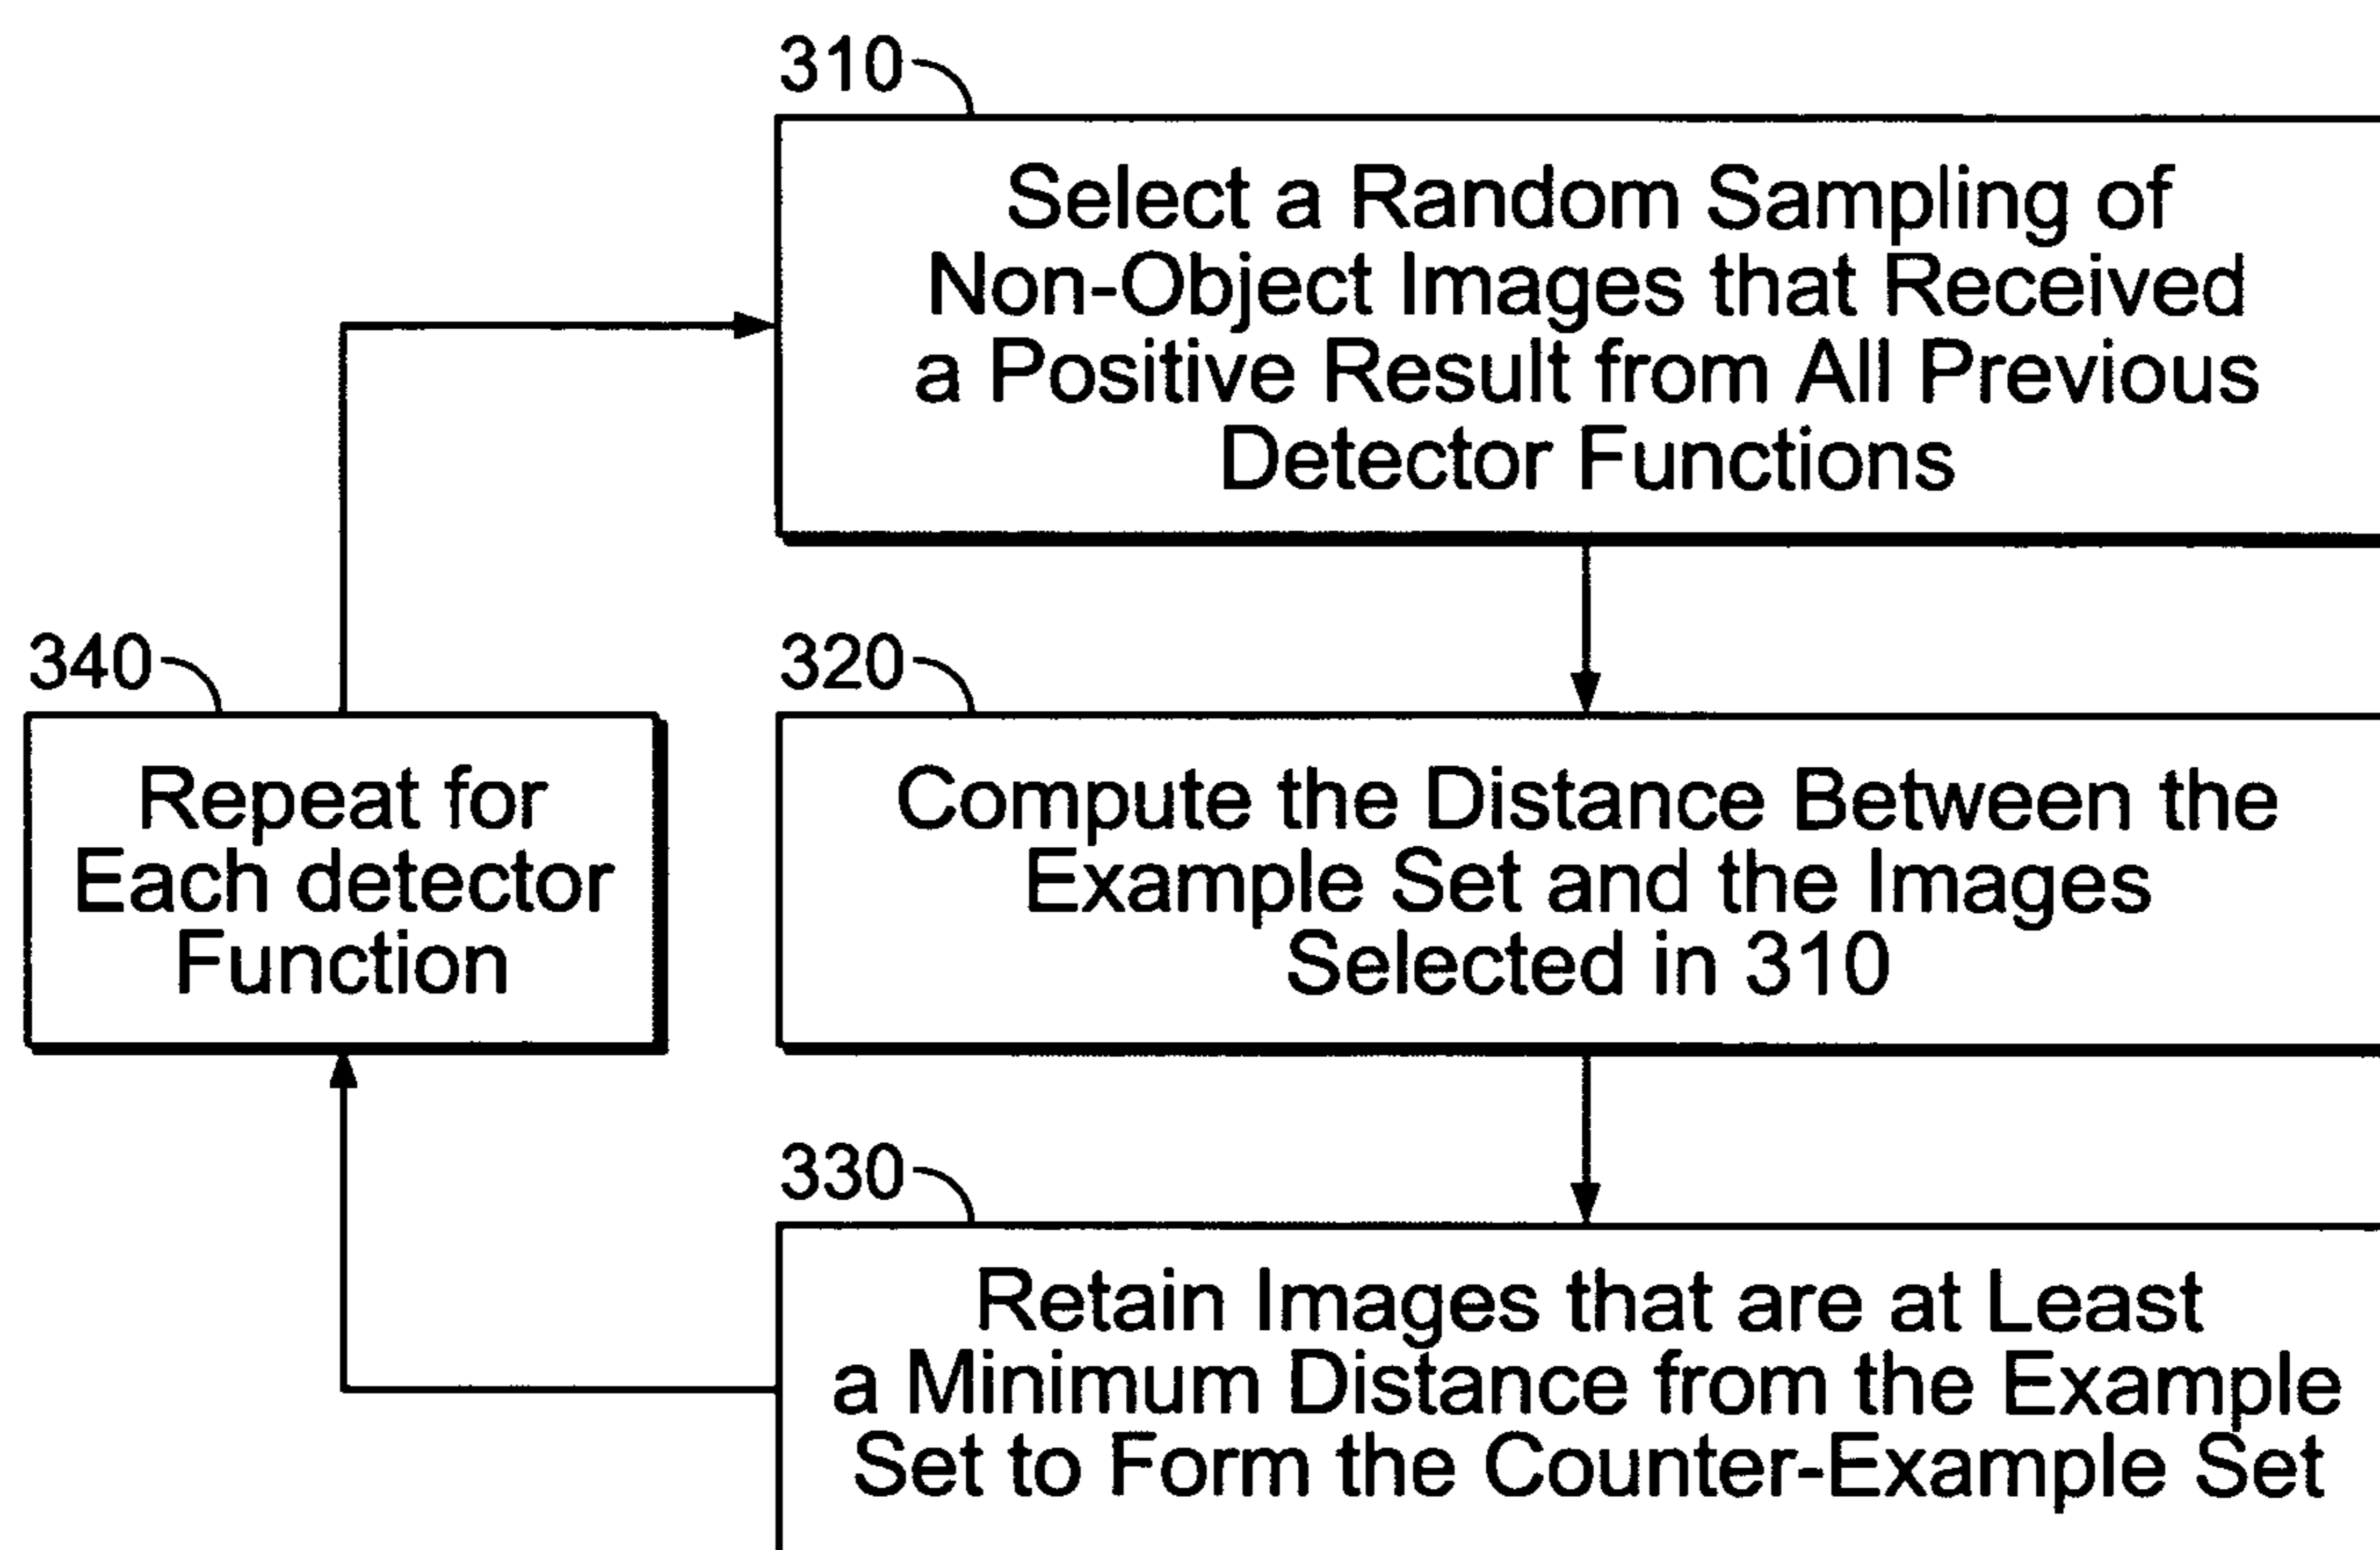 310
Select a Random Sampling of
Non-Object Images that Received
a Positive Result from All Previous
Detector Functions
340
Repeat for
Each detector
Function
320
Compute the Distance Between the
Example Set and the Images
Selected in 310
330
Retain Images that are at Least
a Minimum Distance from the Example
Set to Form the Counter-Example Set